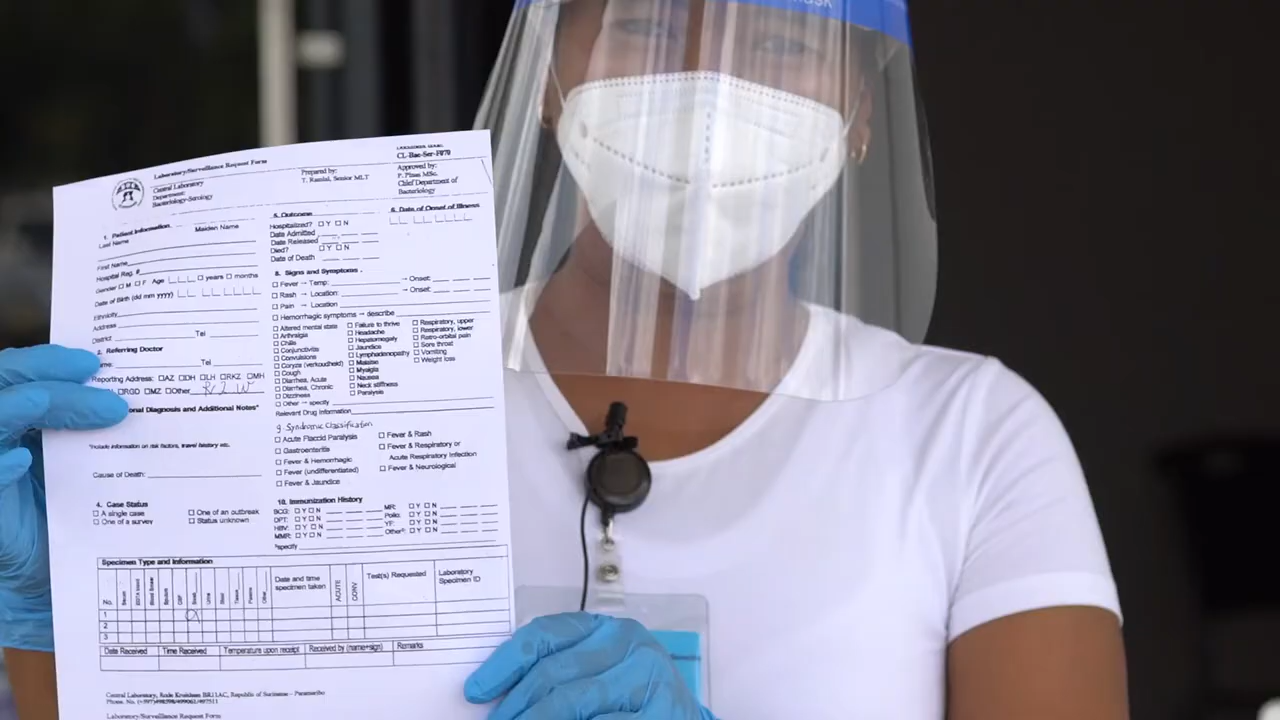 mask
Laboratory/Surveillance Request Form
Central Laboratory
Department:
Bacteriology-Serology
Prepared by:
T. Ramlal, Senior MLT
CL-Bac-Ser-F070
Approved by:
MSc.
Chief Department of
Bacteriology
1. Patient Information
Last Name Maiden Name
First Name
Hospital Reg. #
Gender M F Age years months
Date of Birth (dd mm yyyy)
Ethnicity
Address
District Tel
2. Referring Doctor
Tel
Reporting Address: AZ DH LH RKZ MH
RGD MZ Other
onal Diagnosis and Additional Notes*
*Include information on risk factors, travel history etc.
Cause of Death:
4. Case Status
A single case One of an outbreak
One of a survey Status unknown
5. Outcome
Hospitalized? Y N
Date Admitted
Date Released
Died? Y N
Date of Death
6. Date of Onset of Illness
8. Signs and Symptoms
Fever → Temp: → Onset:
Rash → Location: → Onset:
Pain → Location
Hemorrhagic symptoms → describe
Altered mental state
Arthralgia
Chills
Conjunctivitis
Convulsions
Coryza (verkoudheid)
Cough
Diarrhea, Acute
Diarrhea, Chronic
Dizziness
Other → specify
Failure to thrive
Headache
Hepatomegaly
Jaundice
Lymphadenopathy
Malaise
Myalgia
Nausea
Neck stiffness
Paralysis
Respiratory, upper
Respiratory, lower
Retro-orbital pain
Sore throat
Vomiting
Weight loss
Relevant Drug Information
9. Syndromic Classification
Acute Flaccid Paralysis
Gastroenteritis
Fever & Hemorrhagic
Fever (undifferentiated)
Fever & Jaundice
Fever & Rash
Fever & Respiratory or
Acute Respiratory Infection
Fever & Neurological
10. Immunization History
BCG: Y N MR: Y N
DPT: Y N Polio: Y N
HBV: Y N YF: Y N
MMR: Y N Other: Y N
specify
Specimen Type and Information
No. Date and time
specimen taken ACUTE CONV Test(s) Requested Laboratory
Specimen ID
1
2
3
Date Received Time Received Temperature upon receipt Received by (name+sign) Remarks
Central Laboratory, Republic of Suriname – Paramaribo
Laboratory/Surveillance Request Form